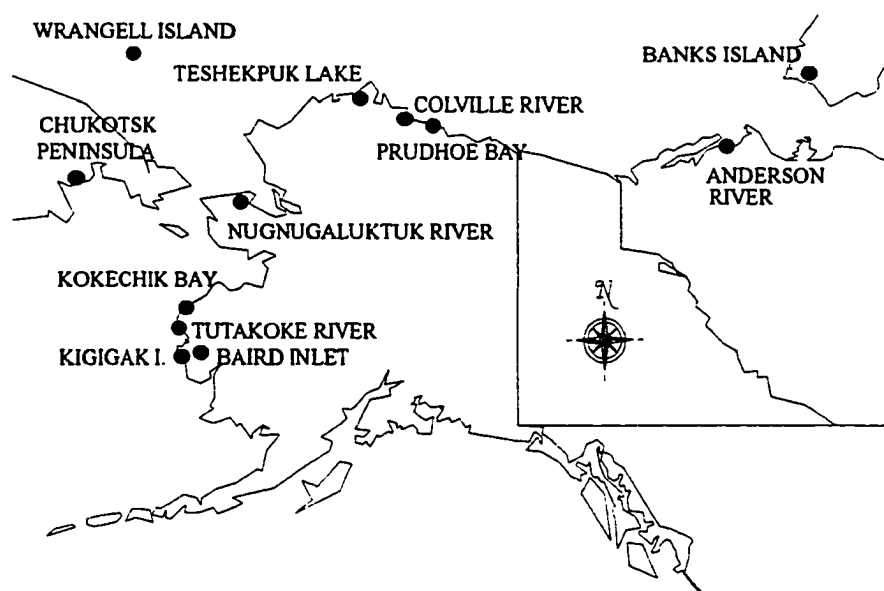 WRANGELL ISLAND
BANKS ISLAND
TESHEKPUK LAKE
COLVILLE RIVER
CHUKOTSK
PENINSULA
PRUDHOE BAY
ANDERSON
RIVER
NUGNUGALUKTUK RIVER
KOKECHIK BAY
N
TUTAKOKE RIVER
KIGIGAK I.
BAIRD INLET